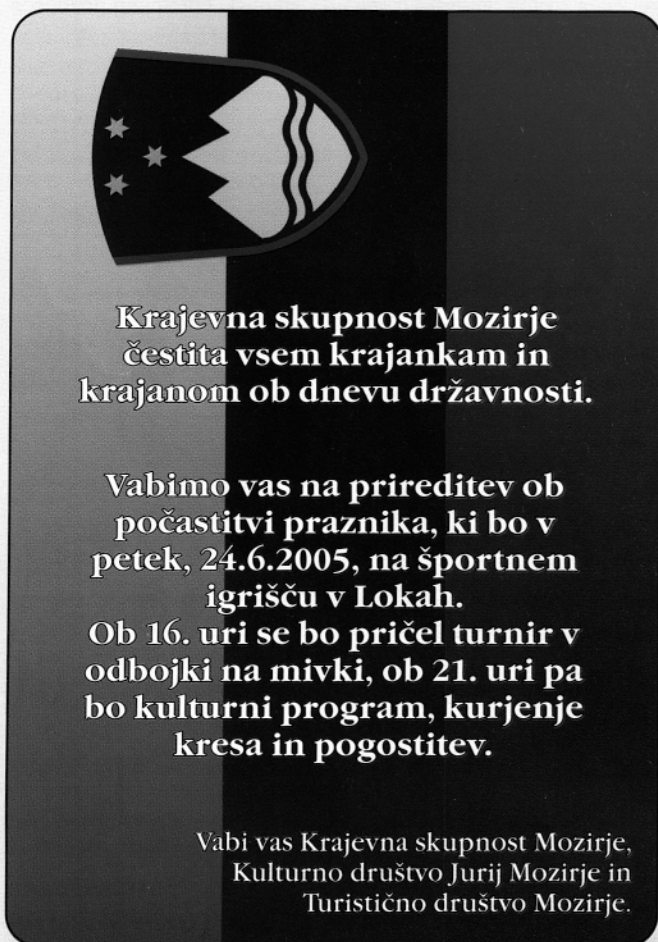 Krajevna skupnost Mozirje
čestita vsem krajankam in
krajanom ob dnevu državnosti.
Vabimo vas na prireditev ob
počastitvi praznika, ki bo v
petek, 24.6.2005, na športnem
igrišču v Lokah.
Ob 16. uri se bo pričel turnir v
odbojki na mivki, ob 21. uri pa
bo kulturni program, kurjenje
kresa in pogostitev.
Vabi vas Krajevna skupnost Mozirje,
Kulturno društvo Jurij Mozirje in
Turistično društvo Mozirje.